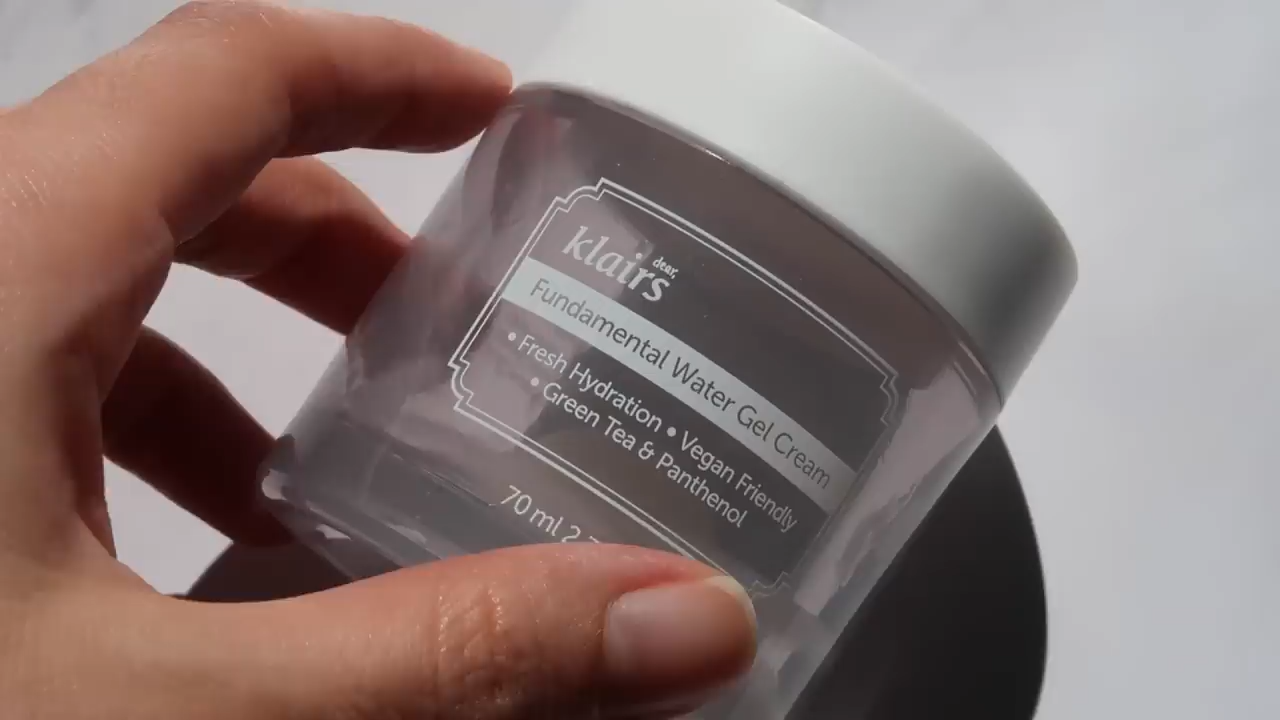 dear,
klairs
Fundamental Water Gel Cream
• Fresh Hydration • Vegan Friendly
• Green Tea & Panthenol
70 ml